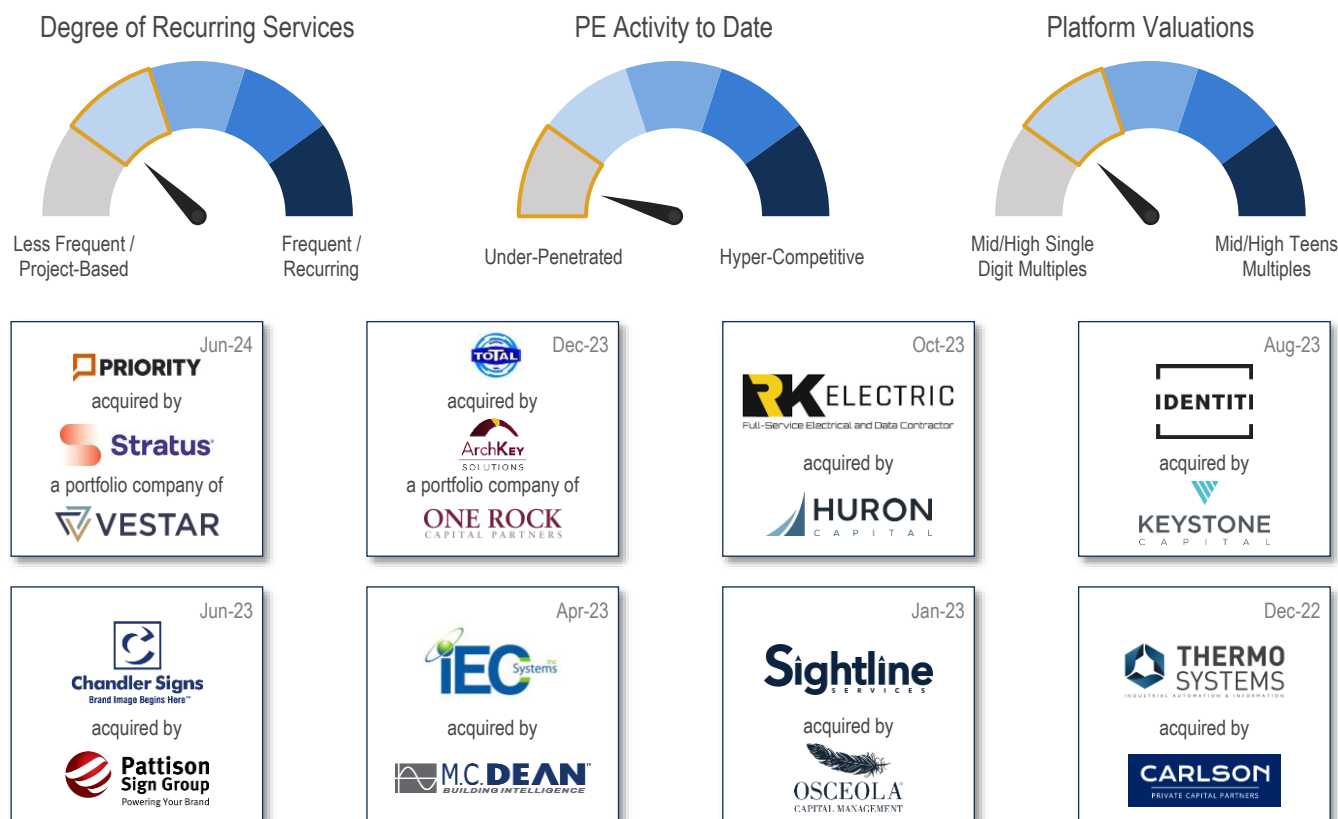 Degree of Recurring Services
PE Activity to Date
Platform Valuations
Less Frequent /
Project-Based
Frequent /
Recurring
Under-Penetrated
Hyper-Competitive
Mid/High Single
Digit Multiples
Mid/High Teens
Multiples
Jun-24
PRIORITY
acquired by
Stratus
a portfolio company of
VESTAR
Dec-23
TOTAL
acquired by
ArchKey
SOLUTIONS
a portfolio company of
ONE ROCK
CAPITAL PARTNERS
Oct-23
RK ELECTRIC
Full-Service Electrical and Data Contractor
acquired by
HURON
CAPITAL
Aug-23
IDENTITI
acquired by
KEYSTONE
CAPITAL
Jun-23
Chandler Signs
Brand Image Begins Here™
acquired by
Pattison
Sign Group
Powering Your Brand
Apr-23
iEC Systems Inc
acquired by
M.C. DEAN™
BUILDING INTELLIGENCE
Jan-23
Sightline
SERVICES
acquired by
OSCEOLA
CAPITAL MANAGEMENT
Dec-22
THERMO
SYSTEMS
INDUSTRIAL AUTOMATION & INFORMATION
acquired by
CARLSON
PRIVATE CAPITAL PARTNERS